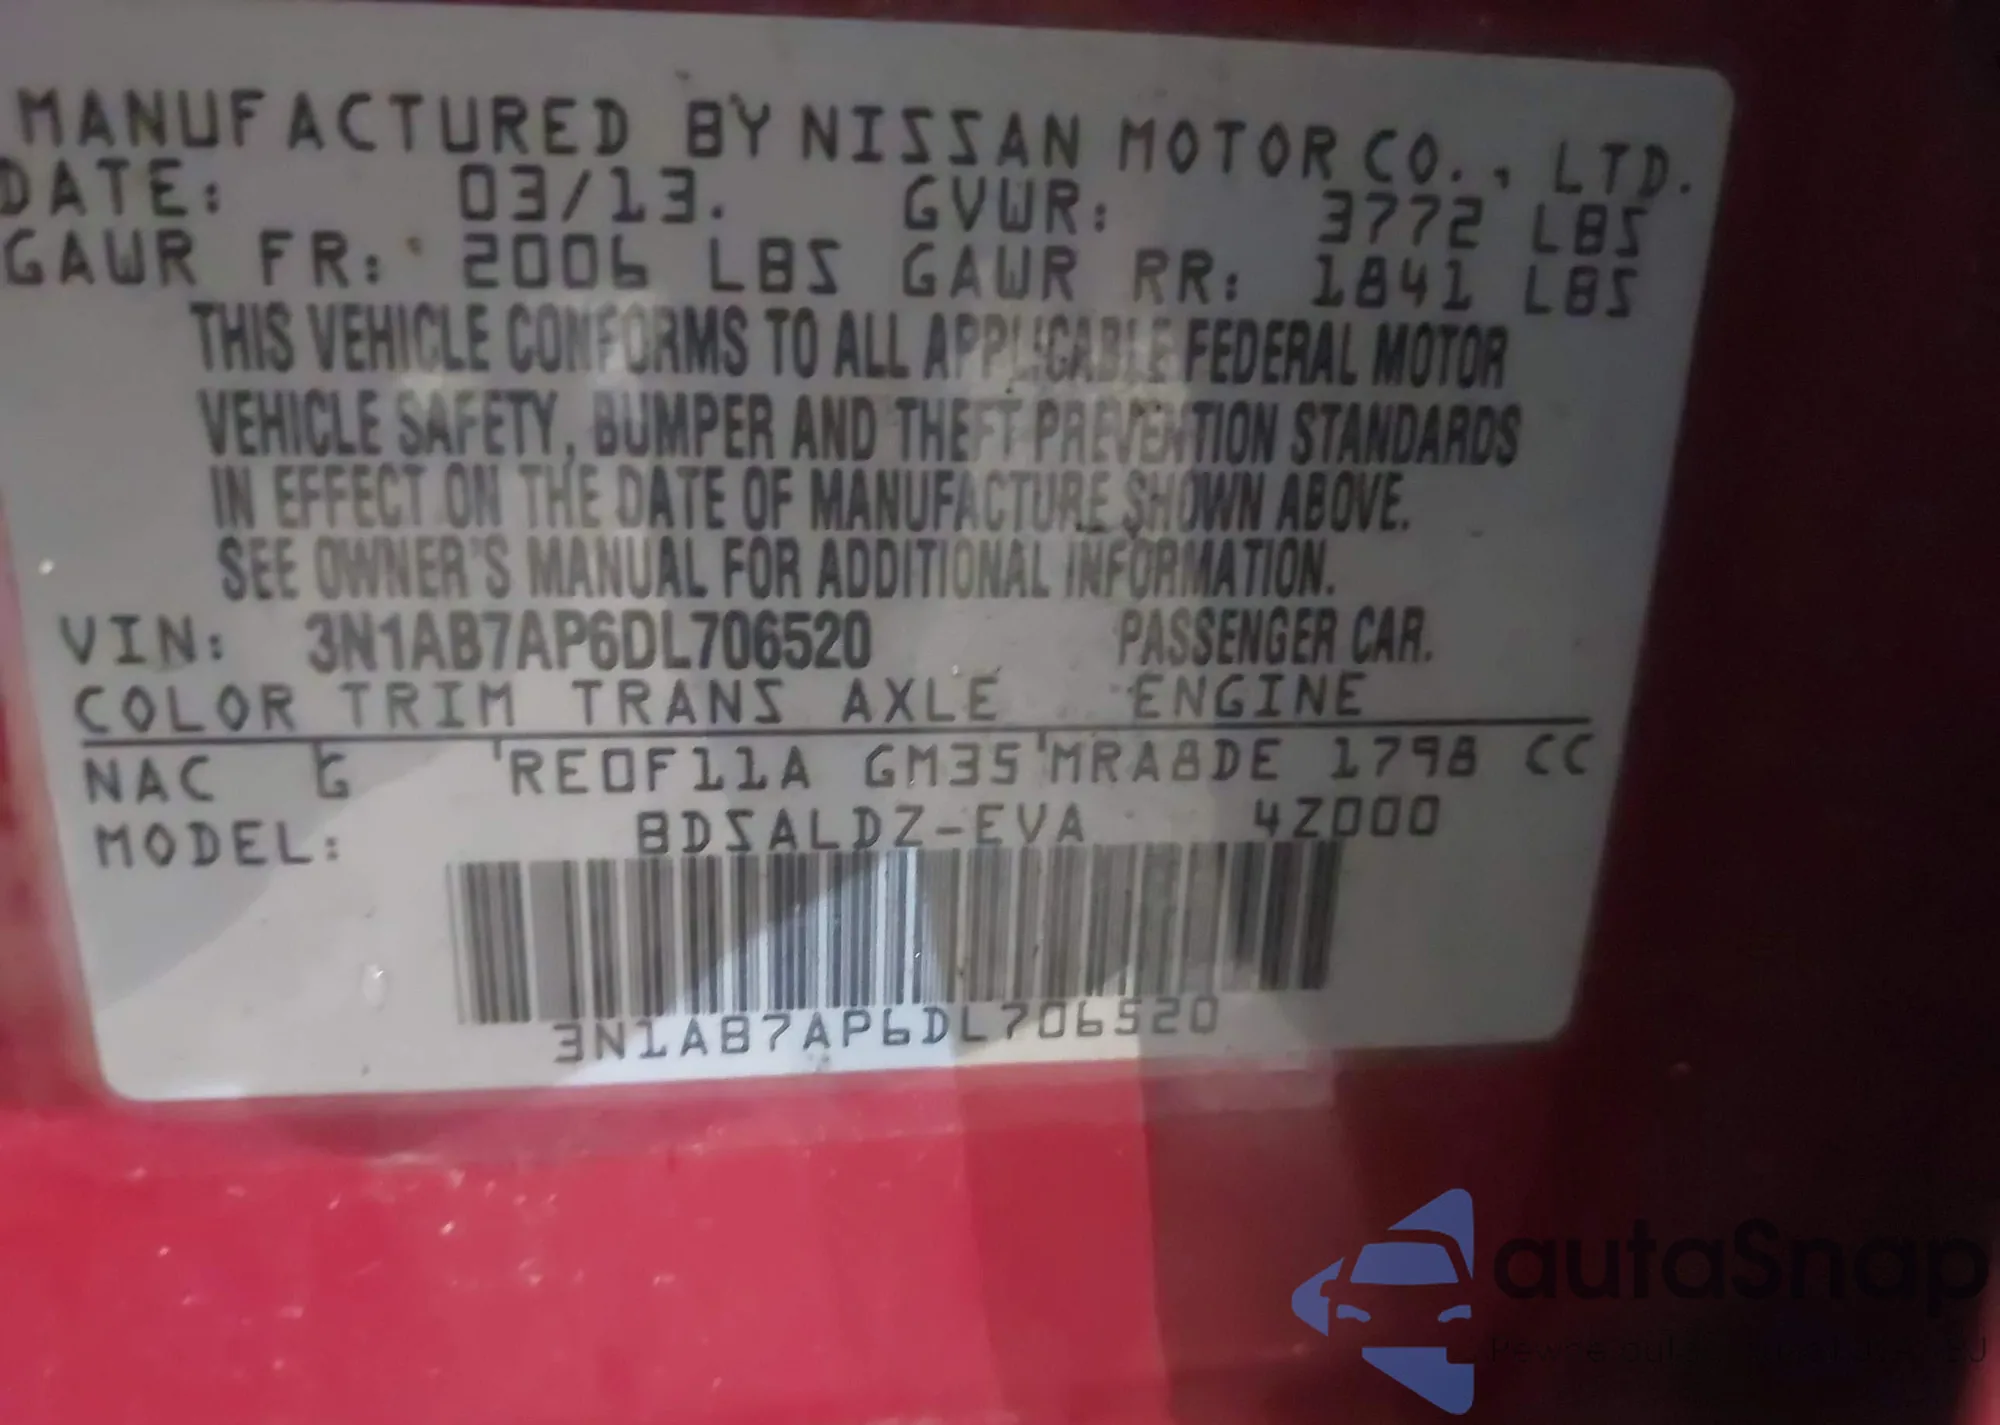 MANUFACTURED BY NISSAN MOTOR CO., LTD.
DATE: 03/13. GVWR: 3772 LBS
GAWR FR: 2006 LBS GAWR RR: 1841 LBS
THIS VEHICLE CONFORMS TO ALL APPLICABLE FEDERAL MOTOR
VEHICLE SAFETY, BUMPER AND THEFT PREVENTION STANDARDS
IN EFFECT ON THE DATE OF MANUFACTURE SHOWN ABOVE.
SEE OWNER'S MANUAL FOR ADDITIONAL INFORMATION.
VIN: 3N1AB7AP6DL706520 PASSENGER CAR.
COLOR TRIM TRANS AXLE ENGINE
NAC G RE0F11A GM35 MRA8DE 1798 CC
MODEL: BDSALDZ-EVA 4Z000
3N1AB7AP6DL706520
autaSnap
Pewne auta